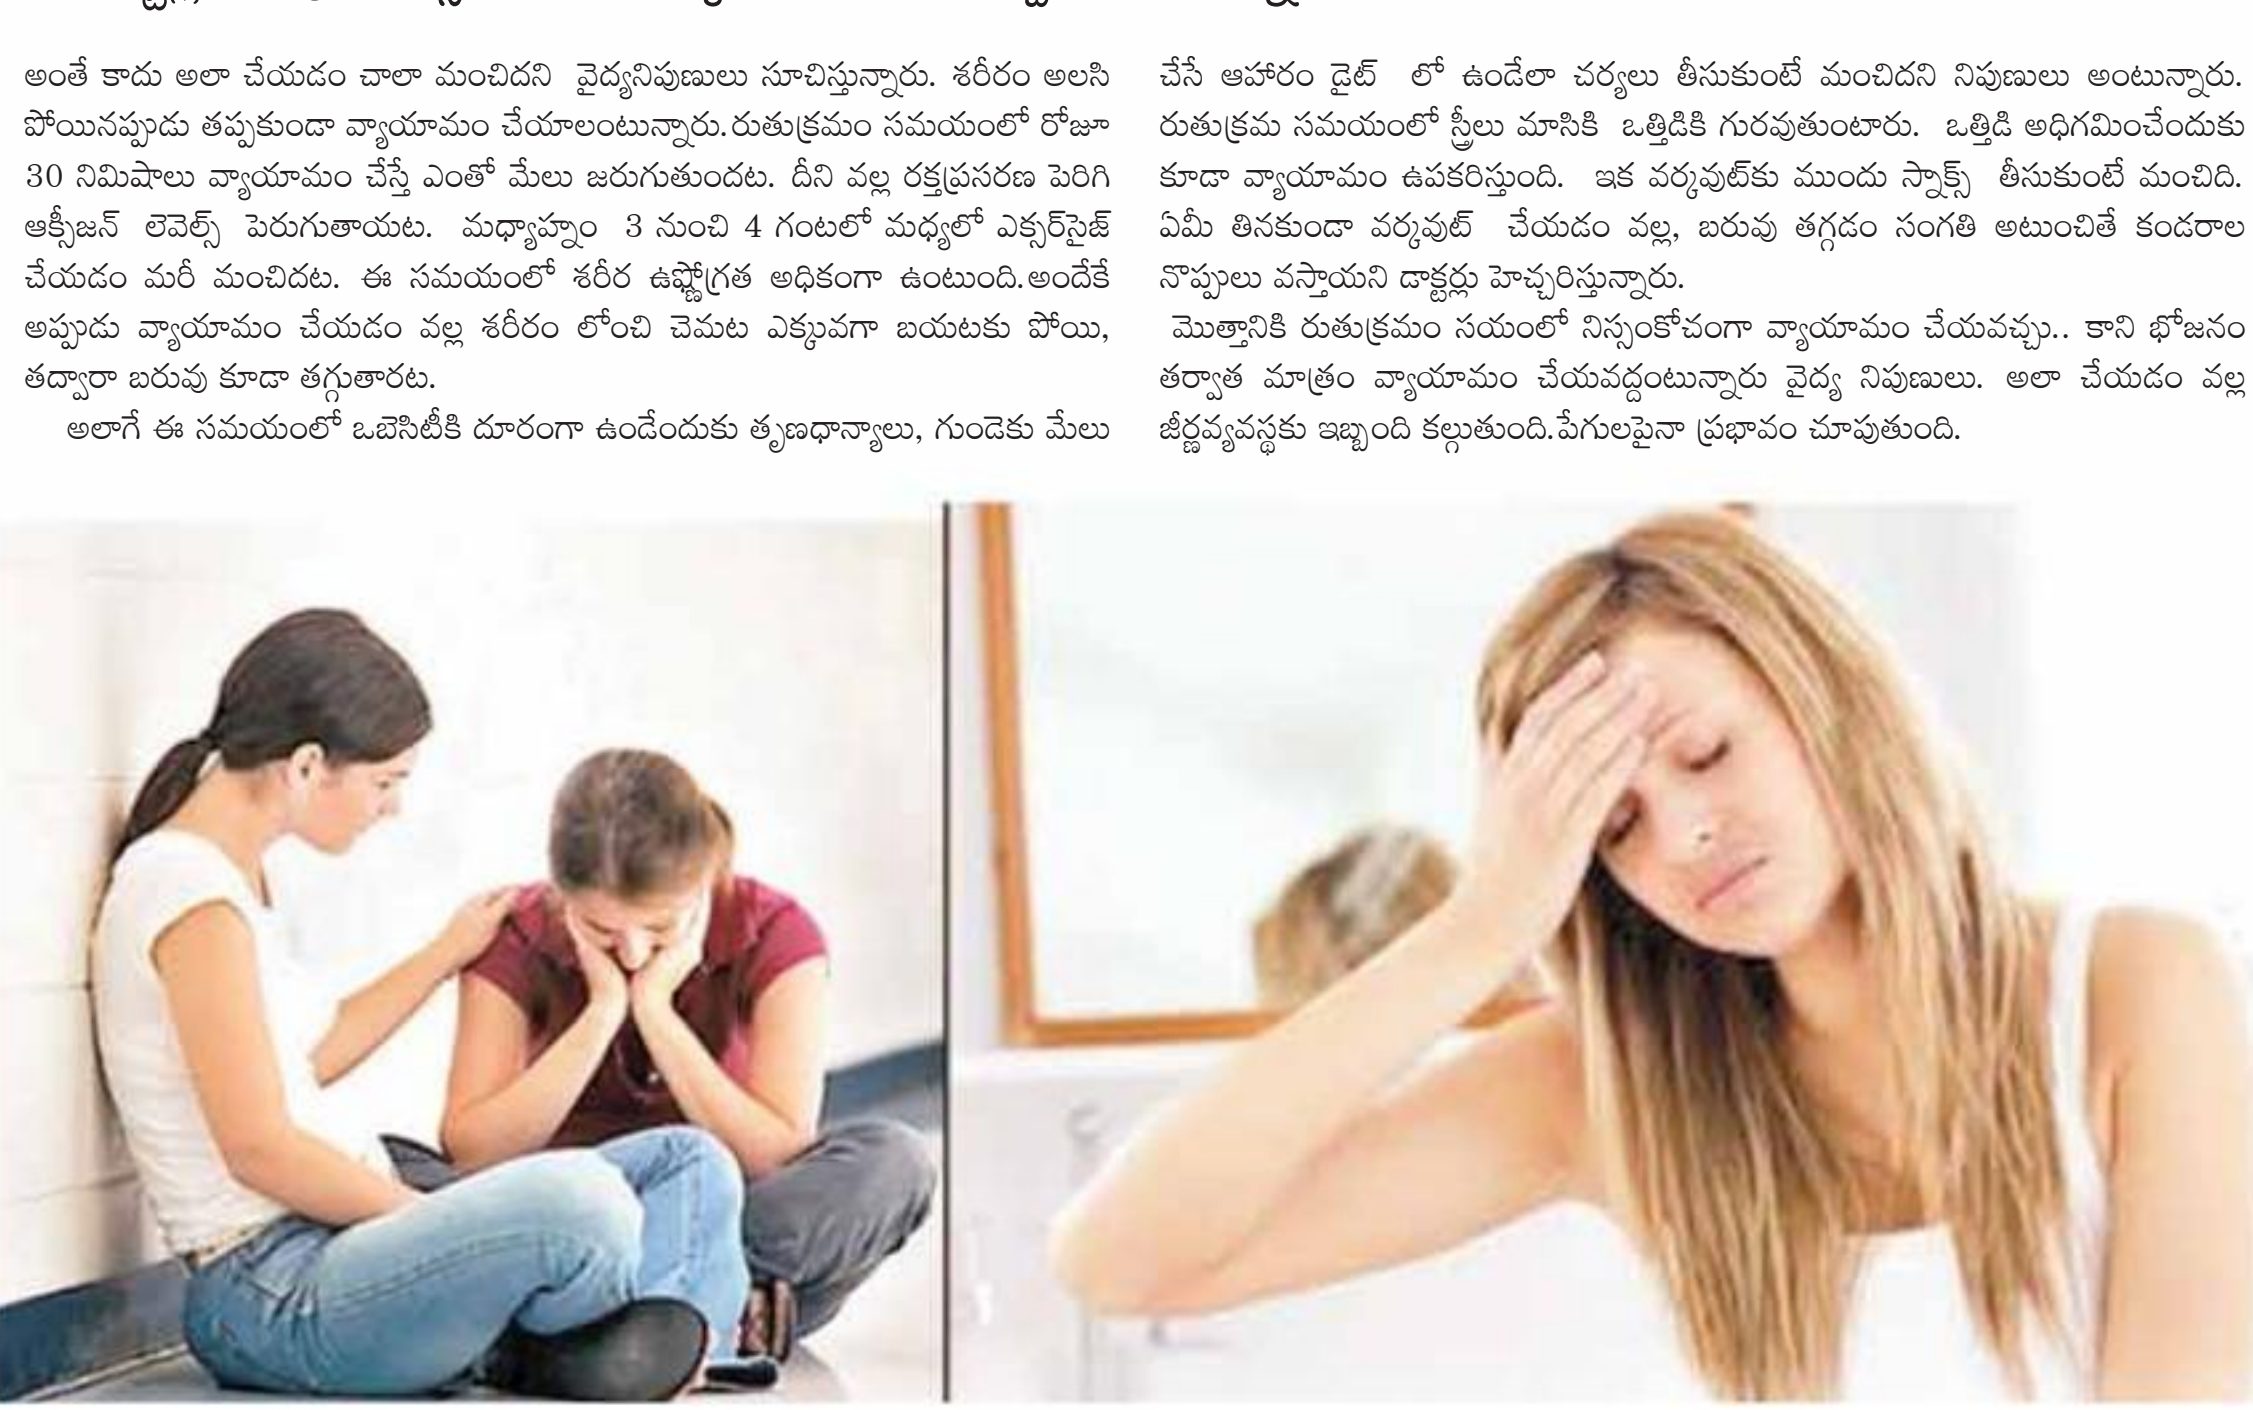 అంతే కాదు అలా చేయడం చాలా మంచిదని వైద్యనిపుణులు సూచిస్తున్నారు. శరీరం అలసి
పోయినప్పుడు తప్పకుండా వ్యాయామం చేయాలంటున్నారు.రుతుక్రమం సమయంలో రోజూ
30 నిమిషాలు వ్యాయామం చేస్తే ఎంతో మేలు జరుగుతుందట. దీని వల్ల రక్తప్రసరణ పెరిగి
ఆక్సీజన్ లెవెల్స్ పెరుగుతాయట. మధ్యాహ్నం 3 నుంచి 4 గంటలో మధ్యలో ఎక్సర్‌సైజ్
చేయడం మరీ మంచిదట. ఈ సమయంలో శరీర ఉష్ణోగ్రత అధికంగా ఉంటుంది.అందేకే
అప్పుడు వ్యాయామం చేయడం వల్ల శరీరం లోంచి చెమట ఎక్కువగా బయటకు పోయి,
తద్వారా బరువు కూడా తగ్గుతారట.
అలాగే ఈ సమయంలో ఒబెసిటీకి దూరంగా ఉండేందుకు తృణధాన్యాలు, గుండెకు మేలు
చేసే ఆహారం డైట్ లో ఉండేలా చర్యలు తీసుకుంటే మంచిదని నిపుణులు అంటున్నారు.
రుతుక్రమ సమయంలో స్త్రీలు మాసికి ఒత్తిడికి గురవుతుంటారు. ఒత్తిడి అధిగమించేందుకు
కూడా వ్యాయామం ఉపకరిస్తుంది. ఇక వర్కవుట్‌కు ముందు స్నాక్స్ తీసుకుంటే మంచిది.
ఏమీ తినకుండా వర్కవుట్ చేయడం వల్ల, బరువు తగ్గడం సంగతి అటుంచితే కండరాల
నొప్పులు వస్తాయని డాక్టర్లు హెచ్చరిస్తున్నారు.
మొత్తానికి రుతుక్రమం సయంలో నిస్సంకోచంగా వ్యాయామం చేయవచ్చు.. కాని భోజనం
తర్వాత మాత్రం వ్యాయామం చేయవద్దంటున్నారు వైద్య నిపుణులు. అలా చేయడం వల్ల
జీర్ణవ్యవస్థకు ఇబ్బంది కల్గుతుంది.పేగులపైనా ప్రభావం చూపుతుంది.